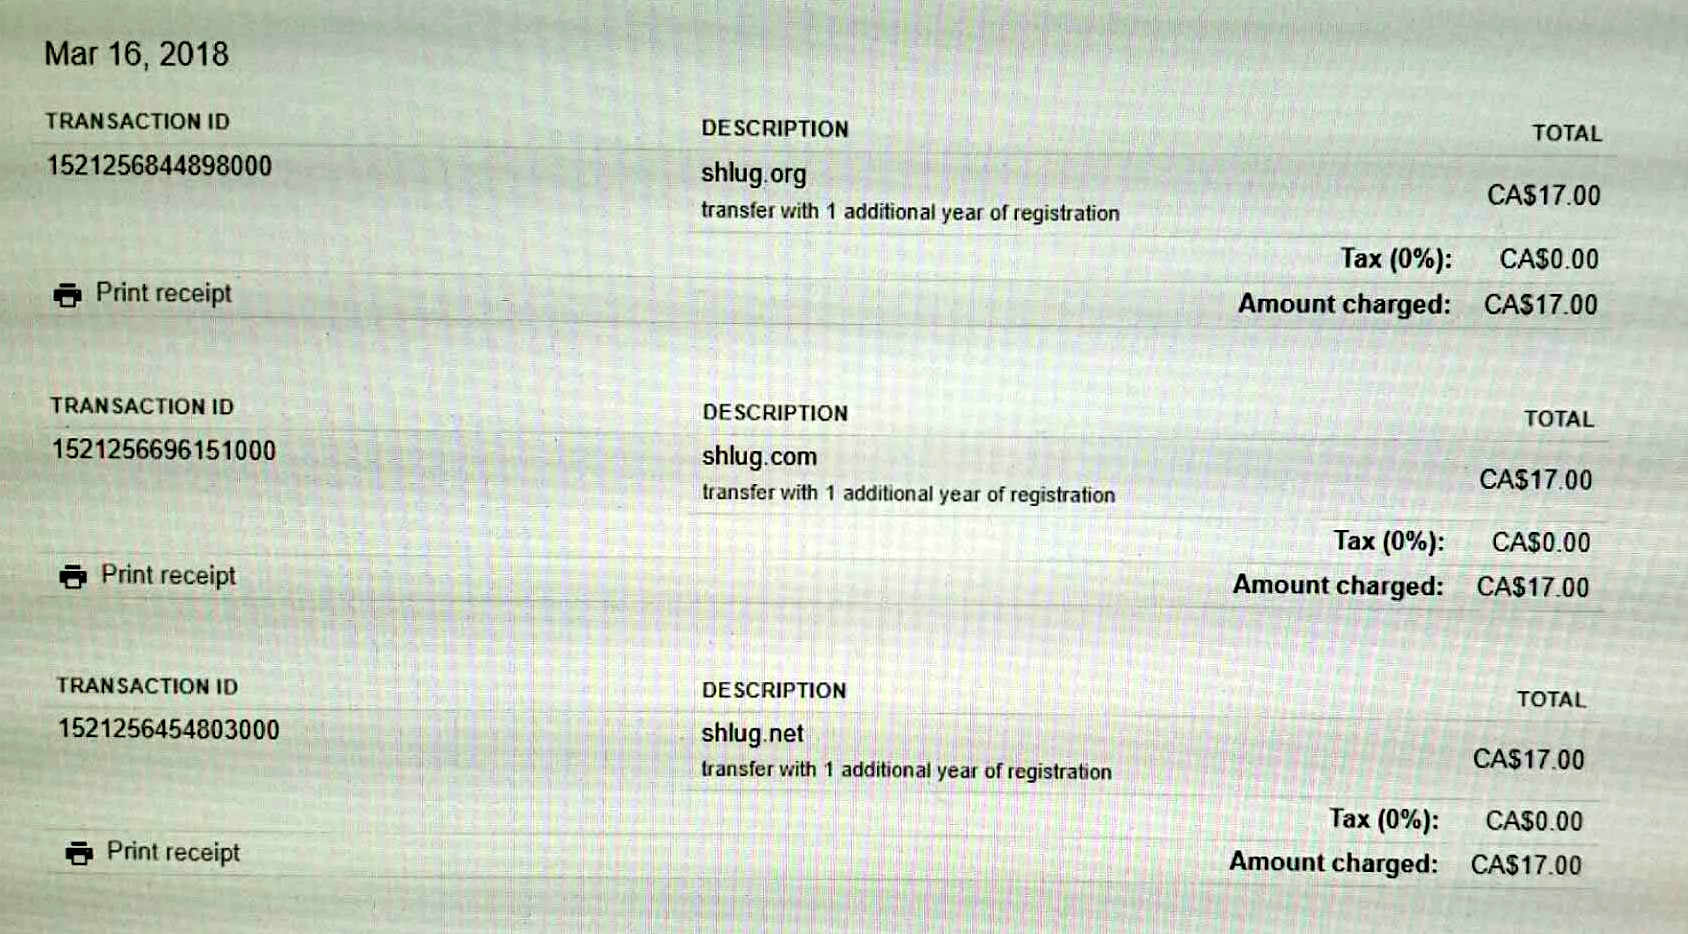 Mar 16, 2018
TRANSACTION ID DESCRIPTION TOTAL
1521256844898000 shlug.org CA$17.00
transfer with 1 additional year of registration
Tax (0%): CA$0.00
Print receipt Amount charged: CA$17.00
TRANSACTION ID DESCRIPTION TOTAL
1521256696151000 shlug.com CA$17.00
transfer with 1 additional year of registration
Tax (0%): CA$0.00
Print receipt Amount charged: CA$17.00
TRANSACTION ID DESCRIPTION TOTAL
1521256454803000 shlug.net CA$17.00
transfer with 1 additional year of registration
Tax (0%): CA$0.00
Print receipt Amount charged: CA$17.00